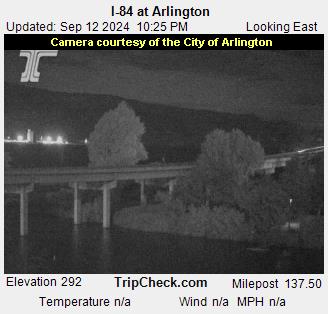 I-84 at Arlington
Updated: Sep 12 2024 10:25 PM Looking East
Camera courtesy of the City of Arlington
Elevation 292 TripCheck.com Milepost 137.50
Temperature n/a Wind n/a MPH n/a